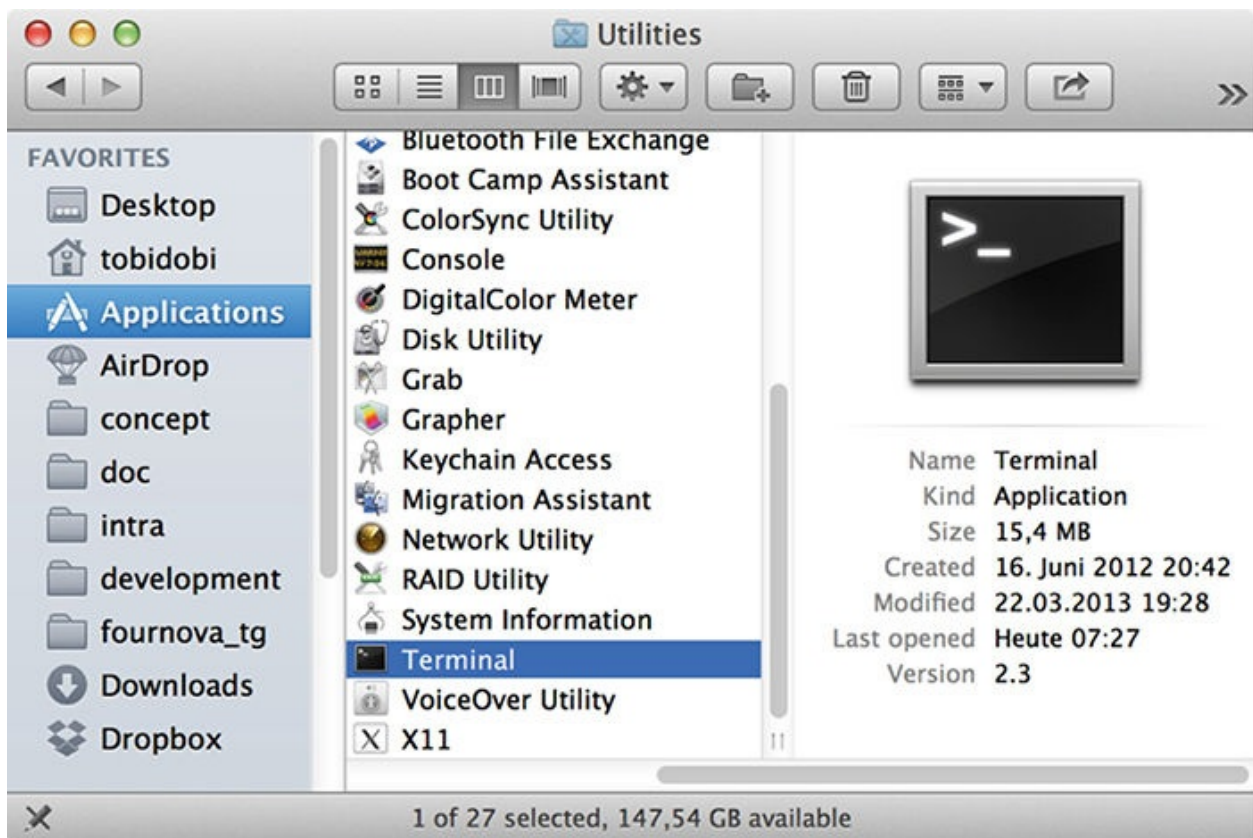 Utilities
FAVORITES
Desktop
tobidobi
Applications
AirDrop
concept
doc
intra
development
fournova_tg
Downloads
Dropbox
Bluetooth File Exchange
Boot Camp Assistant
ColorSync Utility
Console
DigitalColor Meter
Disk Utility
Grab
Grapher
Keychain Access
Migration Assistant
Network Utility
RAID Utility
System Information
Terminal
VoiceOver Utility
X X11
>_
Name Terminal
Kind Application
Size 15,4 MB
Created 16. Juni 2012 20:42
Modified 22.03.2013 19:28
Last opened Heute 07:27
Version 2.3
1 of 27 selected, 147,54 GB available